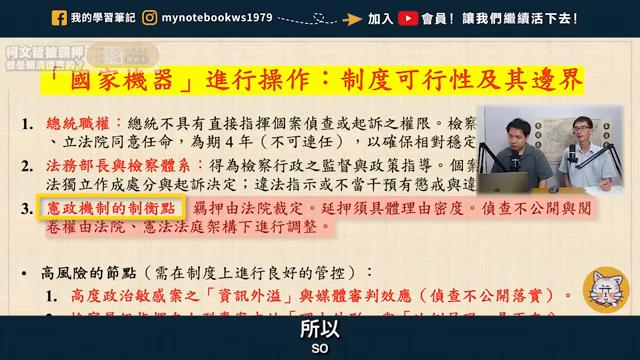 我的學習筆記 mynotebookws1979 加入 會員！讓我們繼續活下去！
柯文哲被羈押
「國家機器」進行操作：制度可行性及其邊界
1. 總統職權：總統不具有直接指揮個案偵查或起訴之權限。檢察
、立法院同意任命，為期 4 年（不可連任），以確保相對穩定
2. 法務部長與檢察體系：得為檢察行政之監督與政策指導。個案
法獨立作成處分與起訴決定；違法指示或不當干預有懲戒與違
3. 憲政機制的制衡點：羈押由法院裁定。延押須具體理由密度。偵查不公開與閱
卷權由法院、憲法法庭架構下進行調整。
• 高風險的節點（需在制度上進行良好的管控）：
1. 高度政治敏感案之「資訊外溢」與媒體審判效應（偵查不公開落實）。
所以
so